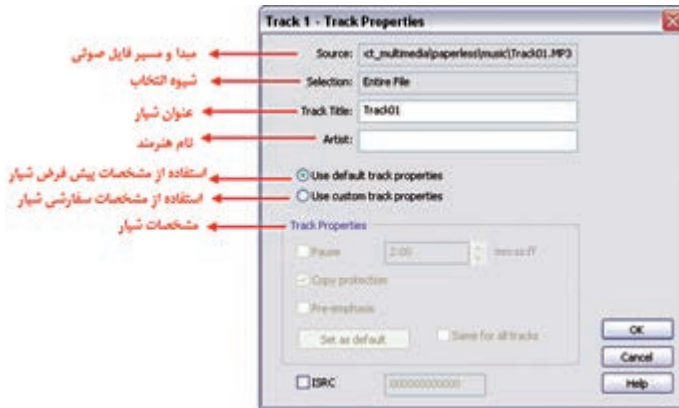 Track 1 - Track Properties
مبدا و مسیر فایل صوتی
Source: ct_multimedia\paperless\music\Track01.MP3
شیوه انتخاب
Selection: Entire File
عنوان شیار
Track Title: Track01
نام هنرمند
Artist:
استفاده از مشخصات پیش فرض شیار
Use default track properties
استفاده از مشخصات سفارشی شیار
Use custom track properties
مشخصات شیار
Track Properties
Pause 2:00 mm:ss:ff
Copy protection
Pre-emphasis
Set as default Same for all tracks
OK
Cancel
ISRC 000000000000
Help